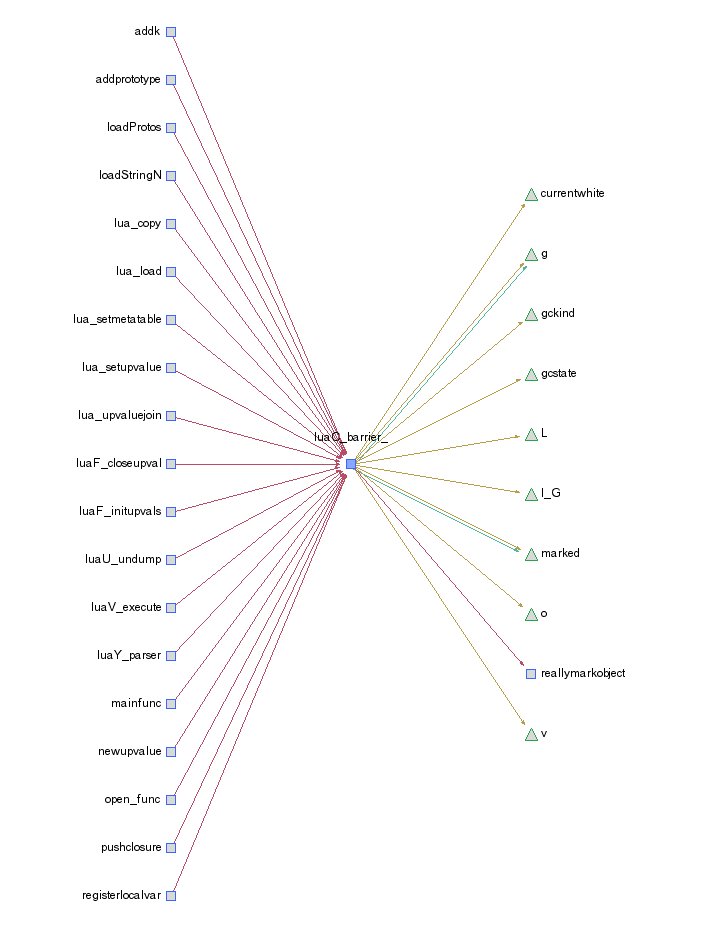 addk
addprototype
loadProtos
loadStringN
lua_copy
lua_load
lua_setmetatable
lua_setupvalue
lua_upvaluejoin
luaF_closeupval
luaF_initupvals
luaU_undump
luaV_execute
luaY_parser
mainfunc
newupvalue
open_func
pushclosure
registerlocalvar
luaC_barrier_
currentwhite
g
gckind
gcstate
L
l_G
marked
o
reallymarkobject
v